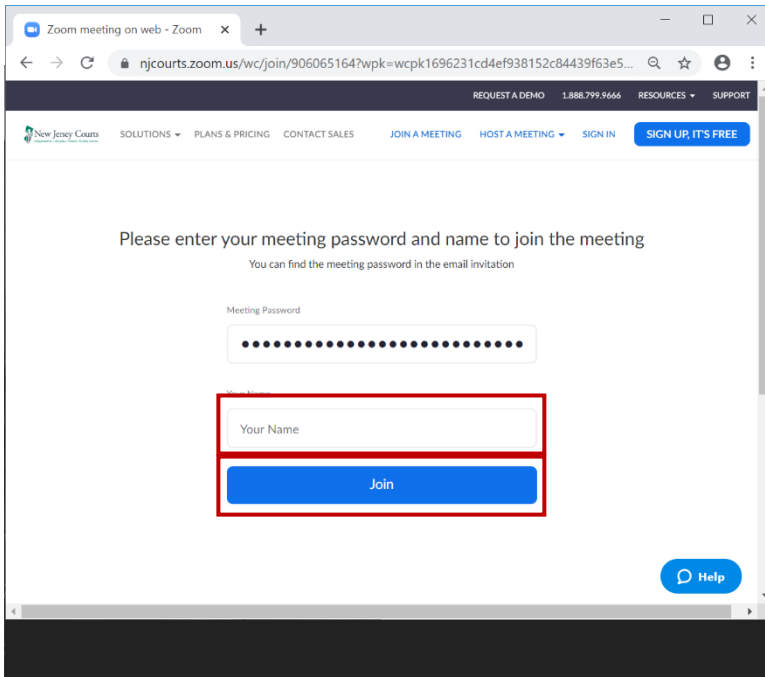 Zoom meeting on web - Zoom
njcourts.zoom.us/wc/join/906065164?wpk=wcpk1696231cd4ef938152c84439f63e5...
REQUEST A DEMO 1.888.799.9666 RESOURCES SUPPORT
New Jersey Courts SOLUTIONS PLANS & PRICING CONTACT SALES JOIN A MEETING HOST A MEETING SIGN IN SIGN UP, IT'S FREE
Please enter your meeting password and name to join the meeting
You can find the meeting password in the email invitation
Meeting Password
Your Name
Your Name
Join
Help